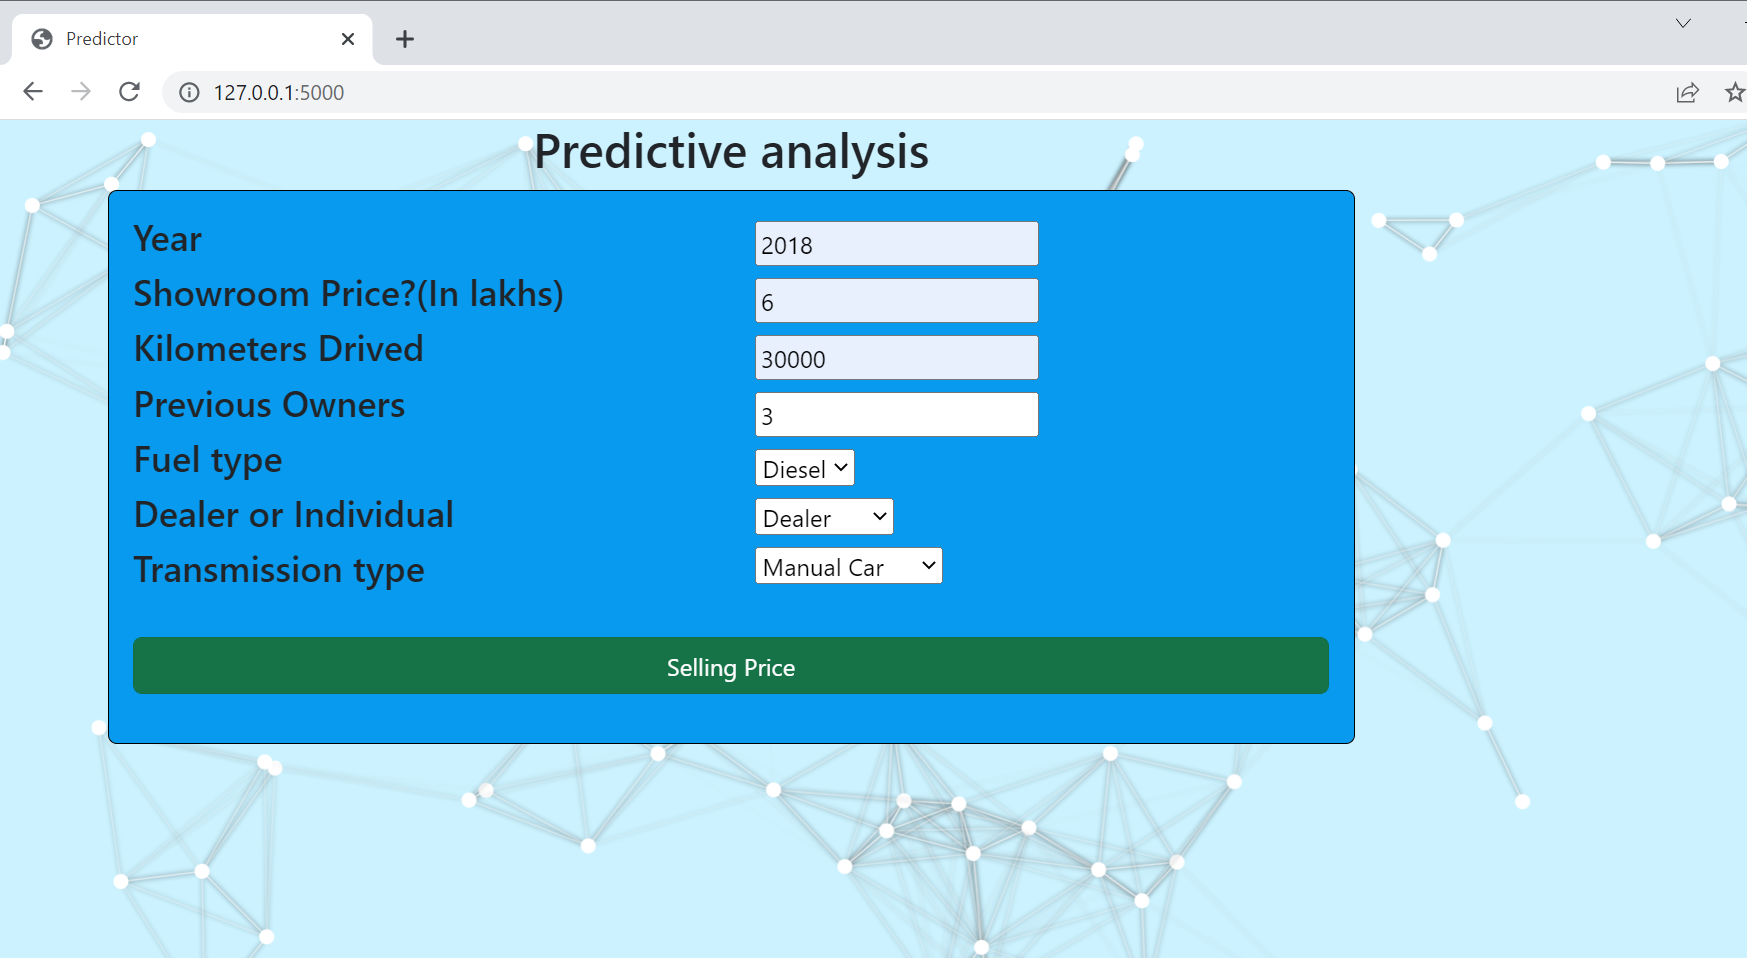 Predictor
127.0.0.1:5000
Predictive analysis
Year 2018
Showroom Price?(In lakhs) 6
Kilometers Drived 30000
Previous Owners 3
Fuel type Diesel
Dealer or Individual Dealer
Transmission type Manual Car
Selling Price